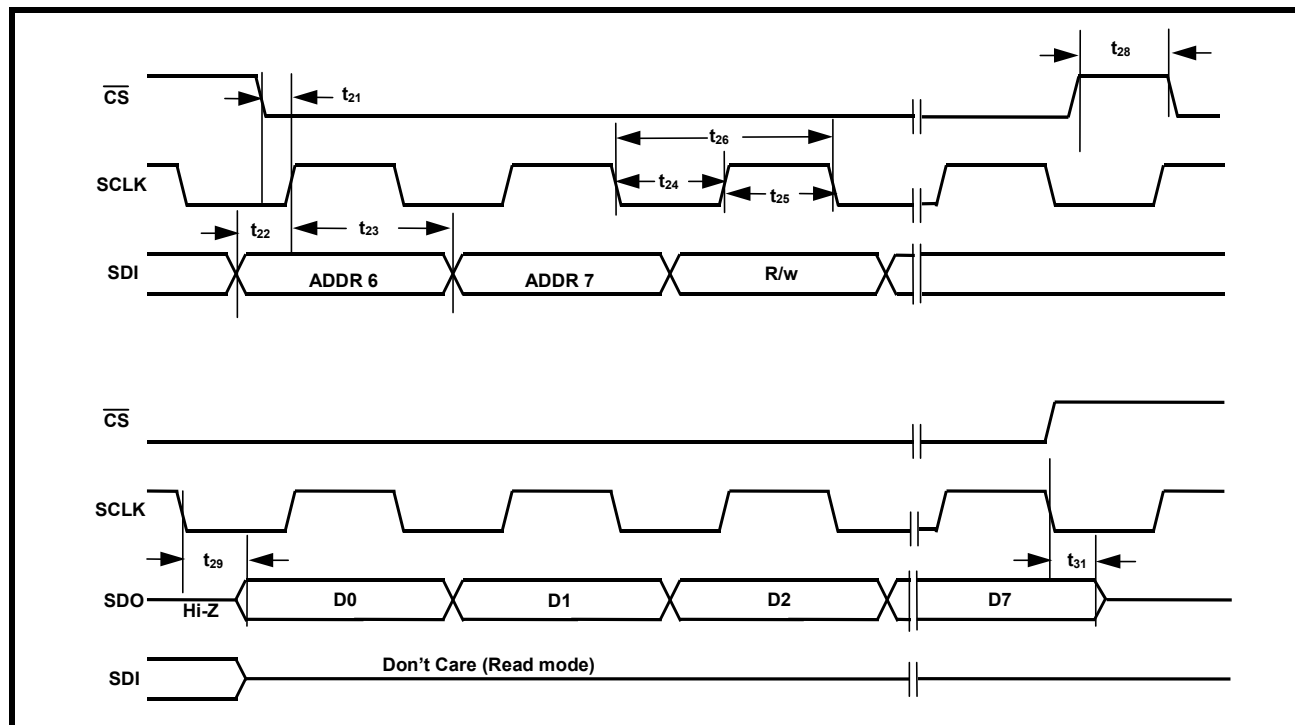 CS
t28
t21
t26
SCLK
t24
t25
t22
t23
SDI
ADDR 6
ADDR 7
R/w
CS
SCLK
t29
t31
SDO
Hi-Z
D0
D1
D2
D7
SDI
Don't Care (Read mode)